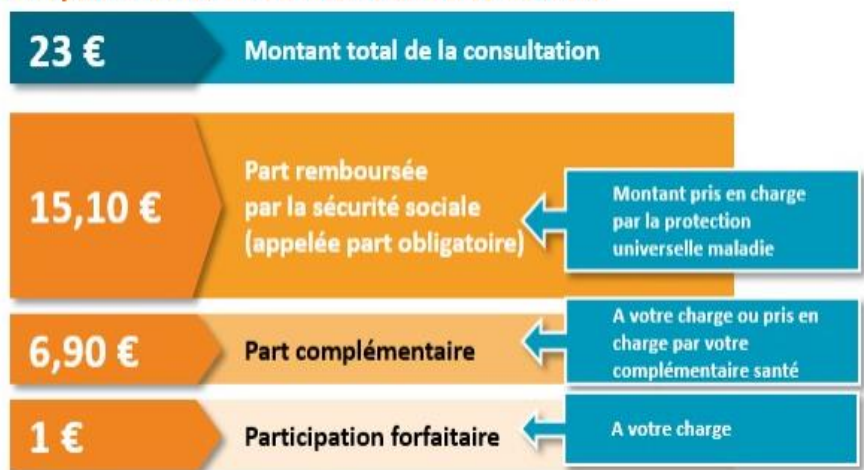 23 €
Montant total de la consultation
15,10 €
Part remboursée
par la sécurité sociale
(appelée part obligatoire)
Montant pris en charge
par la protection
universelle maladie
6,90 €
Part complémentaire
A votre charge ou pris en
charge par votre
complémentaire santé
1 €
Participation forfaitaire
A votre charge